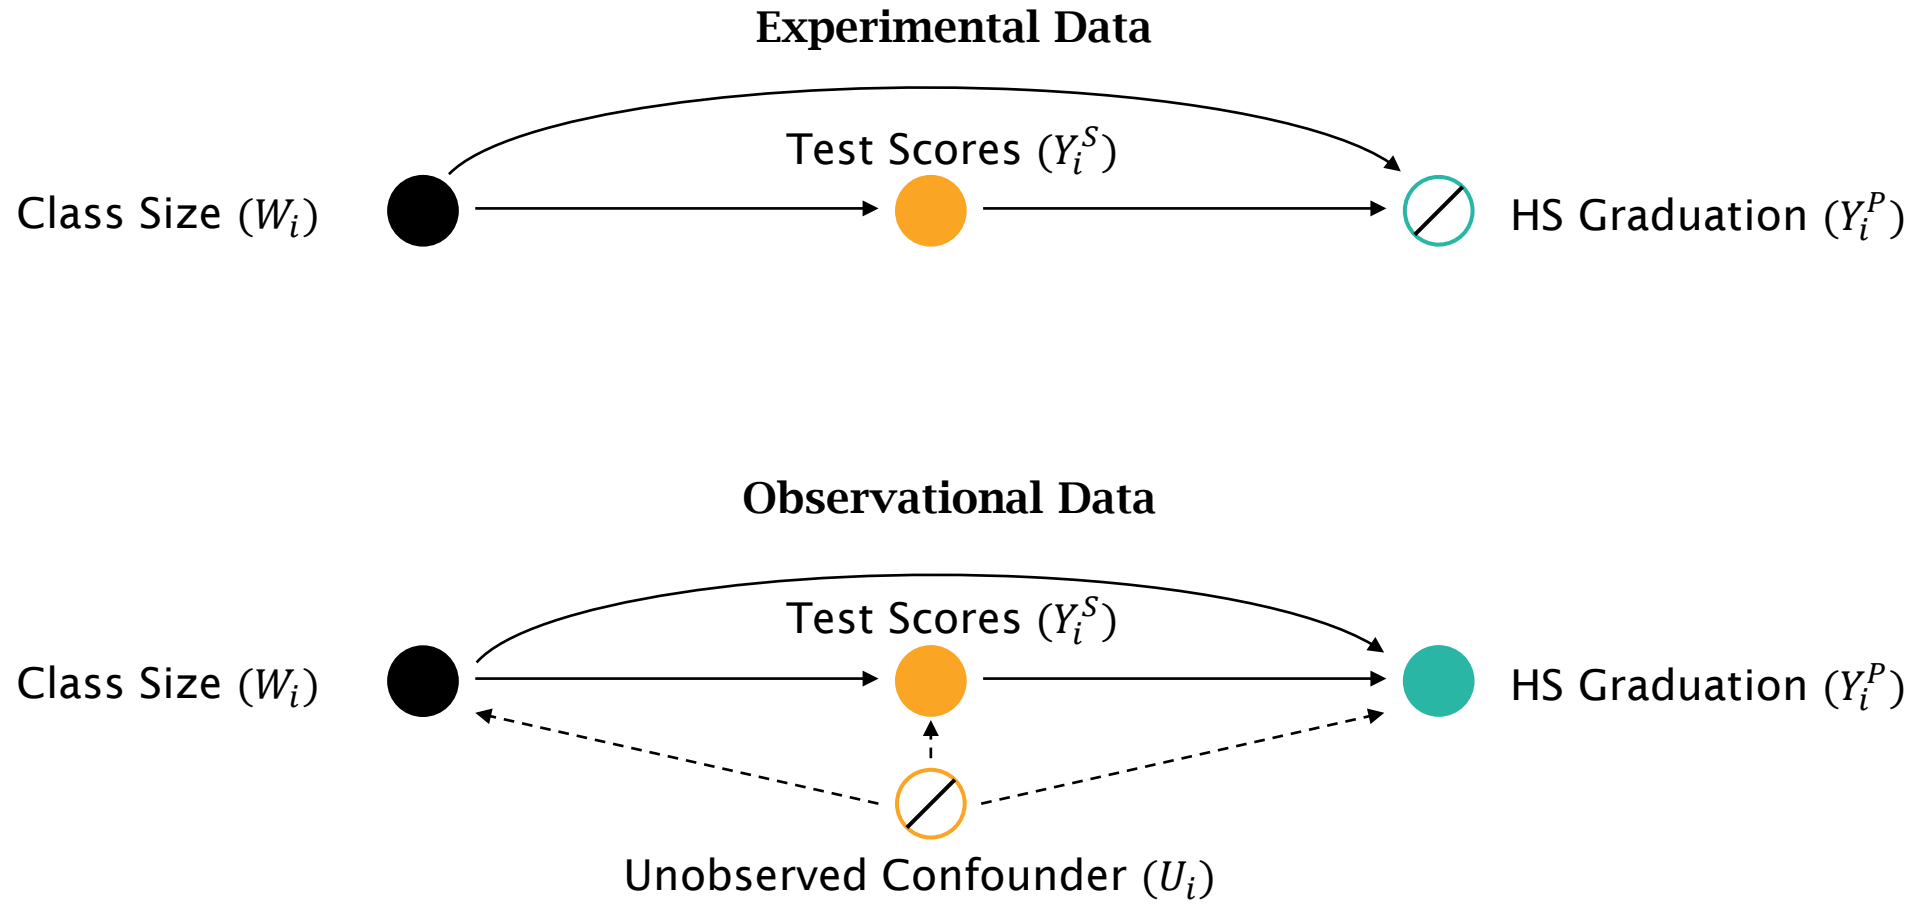 Experimental Data
Test Scores (Y_i^S)
Class Size (W_i)
HS Graduation (Y_i^P)
Observational Data
Test Scores (Y_i^S)
Class Size (W_i)
HS Graduation (Y_i^P)
Unobserved Confounder (U_i)